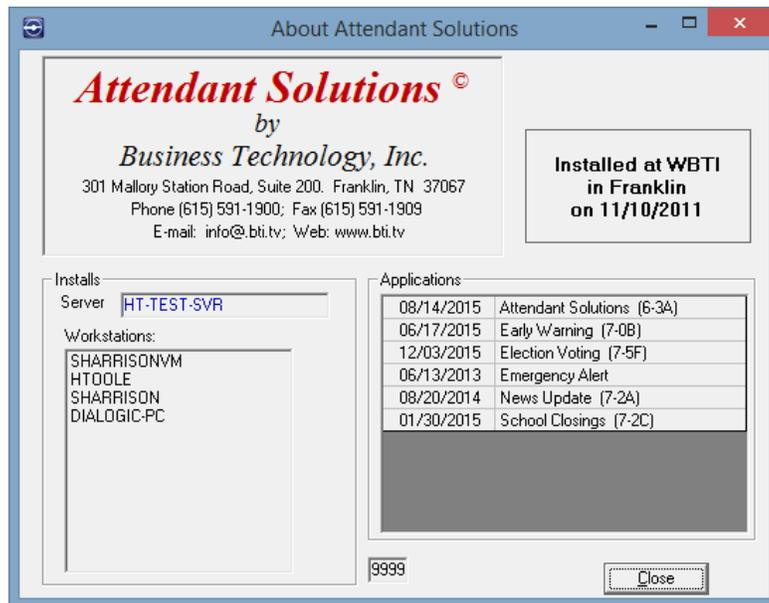 About Attendant Solutions
Attendant Solutions ©
by
Business Technology, Inc.
301 Mallory Station Road, Suite 200. Franklin, TN 37067
Phone (615) 591-1900; Fax (615) 591-1909
E-mail: info@.bti.tv; Web: www.bti.tv
Installed at WBTI
in Franklin
on 11/10/2011
Installs
Server HT-TEST-SVR
Workstations:
SHARRISONVM
HTOOLE
SHARRISON
DIALOGIC-PC
Applications
08/14/2015 Attendant Solutions (6-3A)
06/17/2015 Early Warning (7-0B)
12/03/2015 Election Voting (7-5F)
06/13/2013 Emergency Alert
08/20/2014 News Update (7-2A)
01/30/2015 School Closings (7-2C)
9999
Close